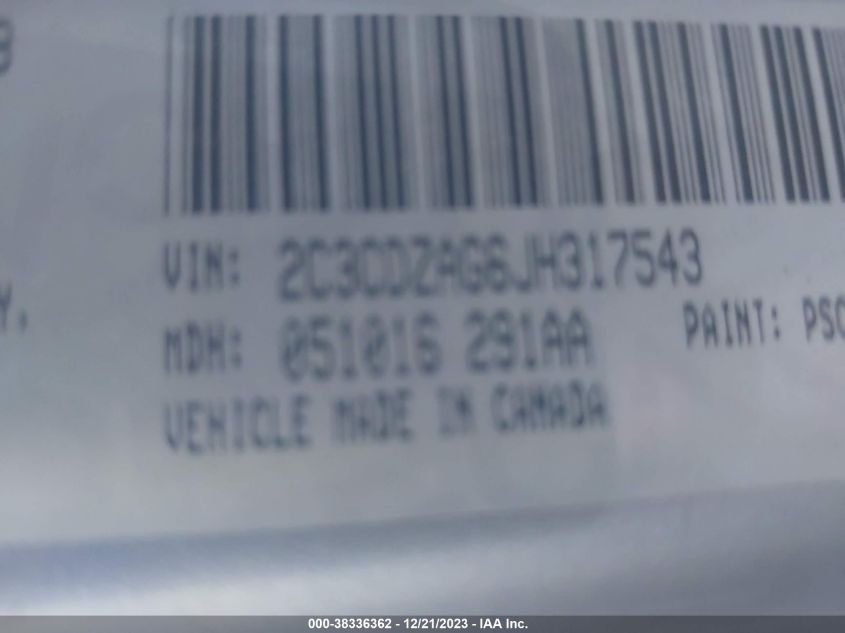 VIN: 2C3CDZAG6JH317543
MDH: 051016 291AA
PAINT: PSC
VEHICLE MADE IN CANADA
000-38336362 - 12/21/2023 - IAA Inc.